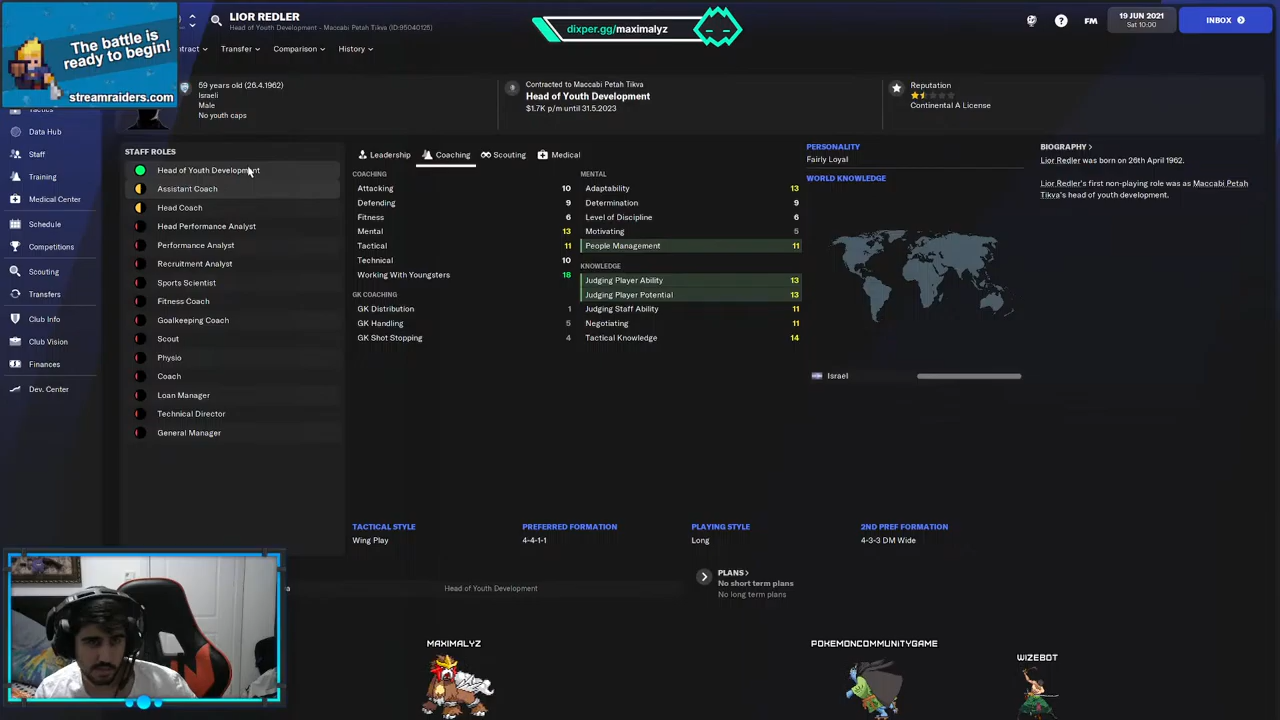 The battle is
ready to begin!
streamraiders.com
LIOR REDLER
Head of Youth Development - Maccabi Petah Tikva (ID:95040125)
dixper.gg/maximalyz
FM
19 JUN 2021
Sat 10:00
INBOX
Transfer
Comparison
History
59 years old (26.4.1962)
Israeli
Male
No youth caps
Contracted to Maccabi Petah Tikva
Head of Youth Development
$1.7K p/m until 31.5.2023
Reputation
Continental A License
Data Hub
Staff
Training
Medical Center
Schedule
Competitions
Scouting
Transfers
Club Info
Club Vision
Finances
Dev. Center
STAFF ROLES
Head of Youth Development
Assistant Coach
Head Coach
Head Performance Analyst
Performance Analyst
Recruitment Analyst
Sports Scientist
Fitness Coach
Goalkeeping Coach
Scout
Physio
Coach
Loan Manager
Technical Director
General Manager
Leadership
Coaching
Scouting
Medical
COACHING
Attacking 10
Defending 9
Fitness 6
Mental 13
Tactical 11
Technical 10
Working With Youngsters 18
GK COACHING
GK Distribution 1
GK Handling 5
GK Shot Stopping 4
MENTAL
Adaptability 13
Determination 9
Level of Discipline 6
Motivating 5
People Management 11
KNOWLEDGE
Judging Player Ability 13
Judging Player Potential 13
Judging Staff Ability 11
Negotiating 11
Tactical Knowledge 14
PERSONALITY
Fairly Loyal
WORLD KNOWLEDGE
Israel
BIOGRAPHY
Lior Redler was born on 26th April 1962.
Lior Redler's first non-playing role was as Maccabi Petah
Tikva's head of youth development.
TACTICAL STYLE
Wing Play
PREFERRED FORMATION
4-4-1-1
PLAYING STYLE
Long
2ND PREF FORMATION
4-3-3 DM Wide
Head of Youth Development
PLANS
No short term plans
No long term plans
MAXIMALYZ
POKEMONCOMMUNITYGAME
WIZEBOT